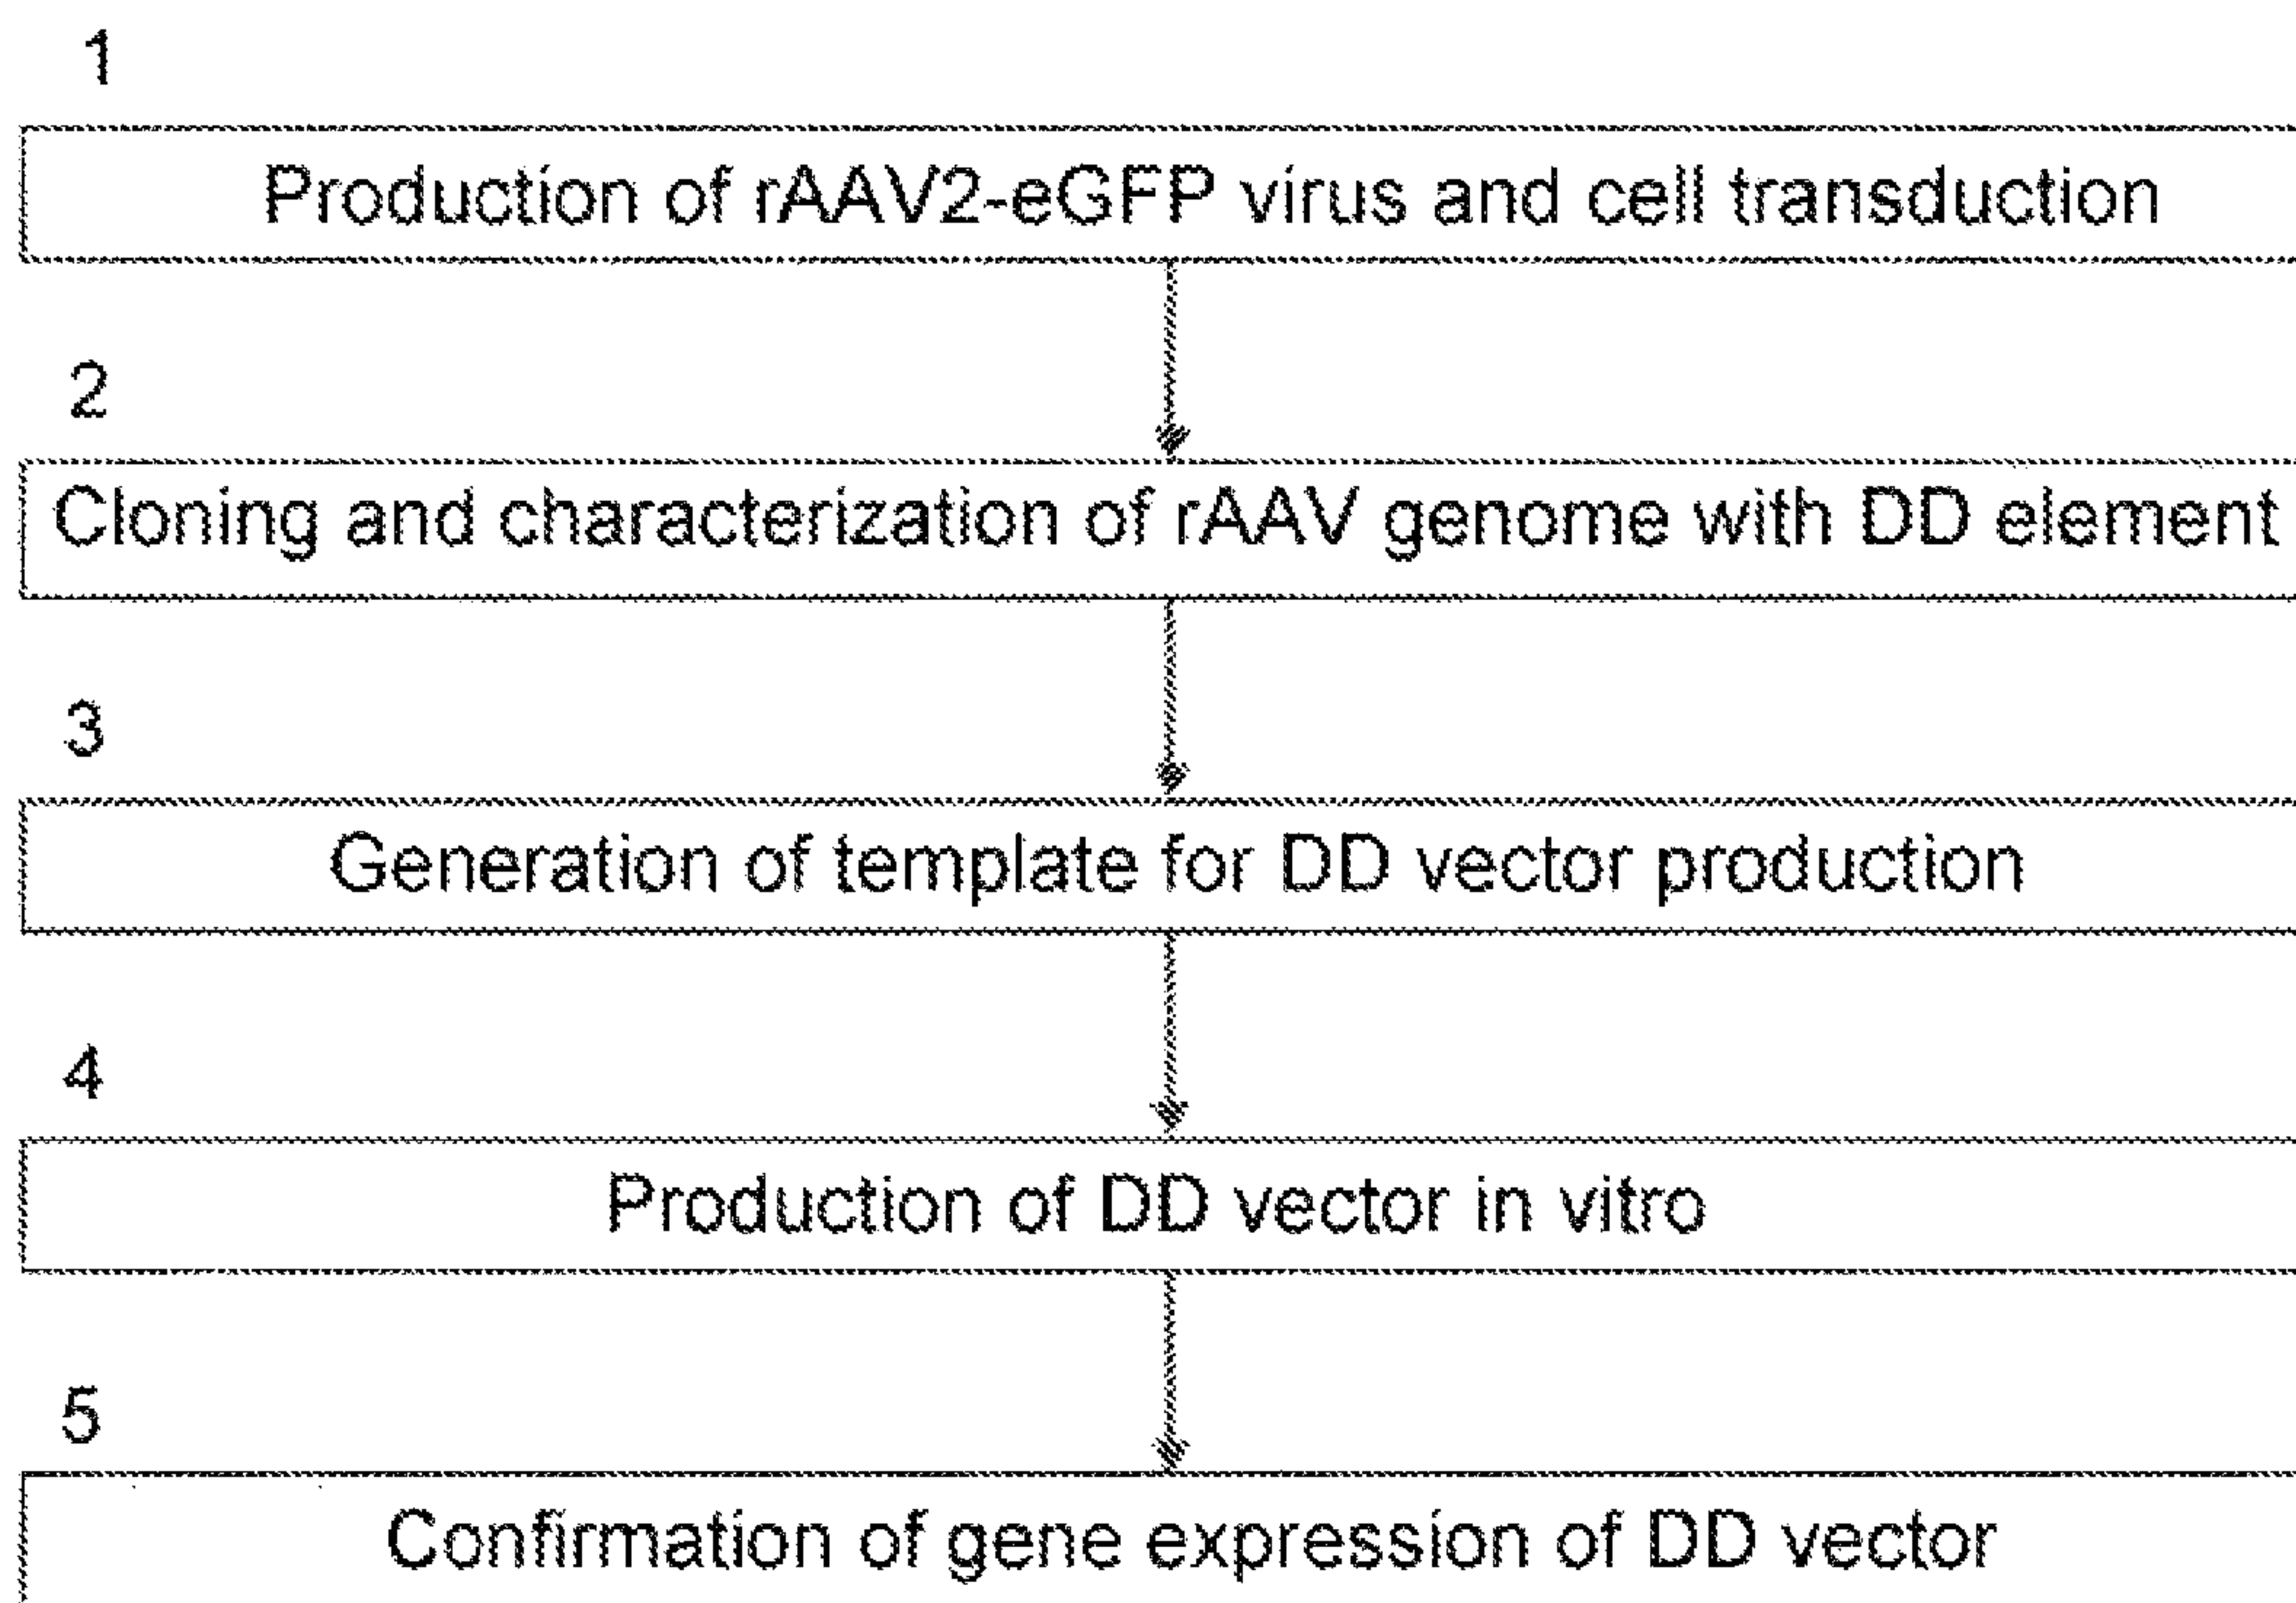 1
Production of rAAV2-eGFP virus and cell transduction
2
Cloning and characterization of rAAV genome with DD element
3
Generation of template for DD vector production
4
Production of DD vector in vitro
5
Confirmation of gene expression of DD vector